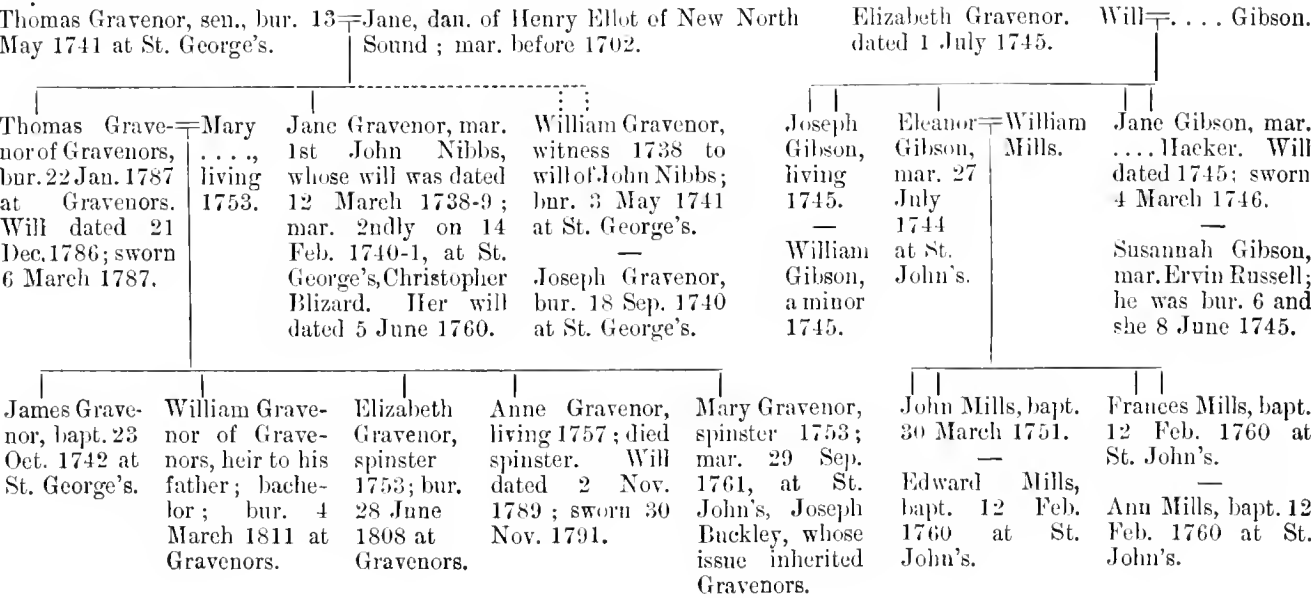 Thomas Gravenor, sen., bur. 13=Jane, dan. of Henry Ellot of New North
May 1741 at St. George's. Sound ; mar. before 1702.
Elizabeth Gravenor. Will=. . . . Gibson.
dated 1 July 1745.
Thomas Grave-=Mary
nor of Gravenors, . . . .,
bur. 22 Jan. 1787 living
at Gravenors. 1753.
Will dated 21
Dec. 1786; sworn
6 March 1787.
Jane Gravenor, mar.
1st John Nibbs,
whose will was dated
12 March 1738-9 ;
mar. 2ndly on 14
Feb. 1740-1, at St.
George's, Christopher
Blizard. Her will
dated 5 June 1760.
William Gravenor,
witness 1738 to
will of John Nibbs;
bur. 3 May 1741
at St. George's.
—
Joseph Gravenor,
bur. 18 Sep. 1740
at St. George's.
Joseph
Gibson,
living
1745.
—
William
Gibson,
a minor
1745.
Eleanor=William
Gibson, Mills.
mar. 27
July
1744
at St.
John's.
Jane Gibson, mar.
. . . . Hacker. Will
dated 1745; sworn
4 March 1746.
—
Susannah Gibson,
mar. Ervin Russell;
he was bur. 6 and
she 8 June 1745.
James Grave-
nor, bapt. 23
Oct. 1742 at
St. George's.
William Grave-
nor of Grave-
nors, heir to his
father ; bache-
lor ; bur. 4
March 1811 at
Gravenors.
Elizabeth
Gravenor,
spinster
1753; bur.
28 June
1808 at
Gravenors.
Anne Gravenor,
living 1757 ; died
spinster. Will
dated 2 Nov.
1789 ; sworn 30
Nov. 1791.
Mary Gravenor,
spinster 1753 ;
mar. 29 Sep.
1761, at St.
John's, Joseph
Buckley, whose
issue inherited
Gravenors.
John Mills, bapt.
30 March 1751.
—
Edward Mills,
bapt. 12 Feb.
1760 at St.
John's.
Frances Mills, bapt.
12 Feb. 1760 at
St. John's.
—
Ann Mills, bapt. 12
Feb. 1760 at St.
John's.